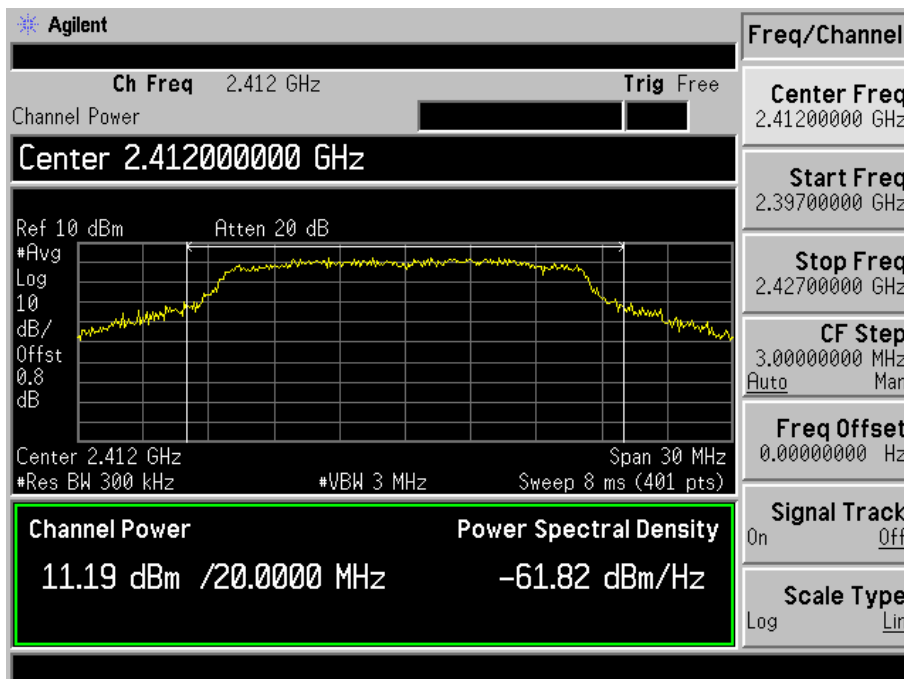 Agilent
Freq/Channel
Ch Freq 2.412 GHz Trig Free
Channel Power
Center 2.412000000 GHz
Ref 10 dBm Atten 20 dB
#Avg
Log
10
dB/
Offst
0.8
dB
Center 2.412 GHz Span 30 MHz
#Res BW 300 kHz #VBW 3 MHz Sweep 8 ms (401 pts)
Channel Power Power Spectral Density
11.19 dBm /20.0000 MHz -61.82 dBm/Hz
Center Freq
2.41200000 GHz
Start Freq
2.39700000 GHz
Stop Freq
2.42700000 GHz
CF Step
3.00000000 MHz
Auto Man
Freq Offset
0.00000000 Hz
Signal Track
On Off
Scale Type
Log Lin